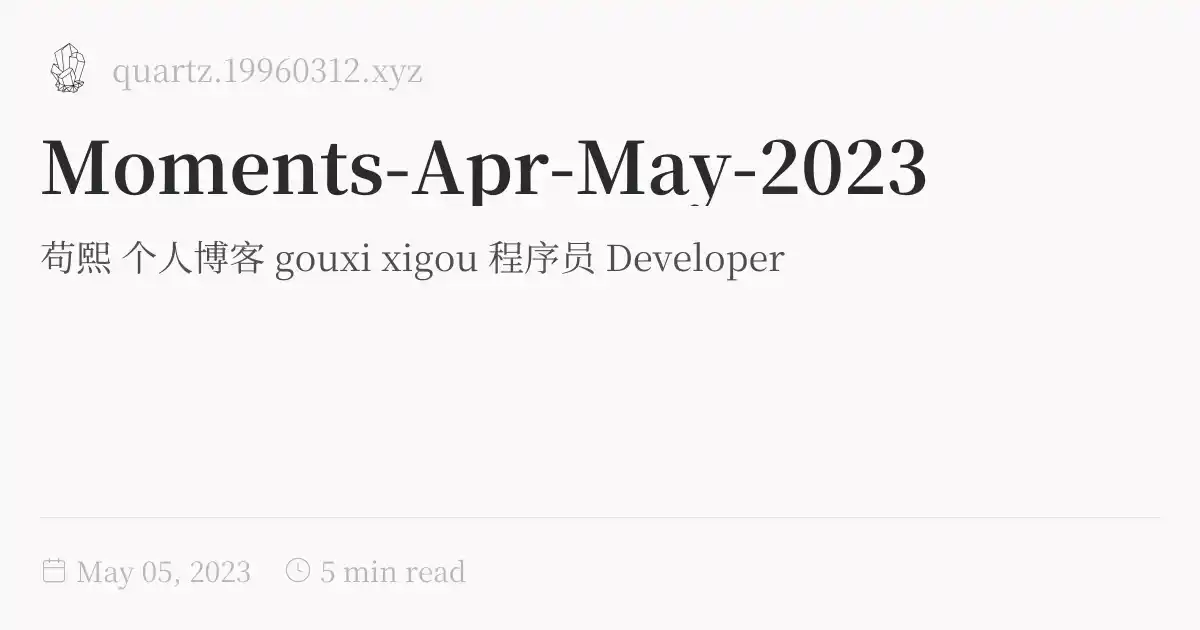 quartz.19960312.xyz
Moments-Apr-May-2023
苟熙 个人博客 gouxi xigou 程序员 Developer
May 05, 2023 5 min read